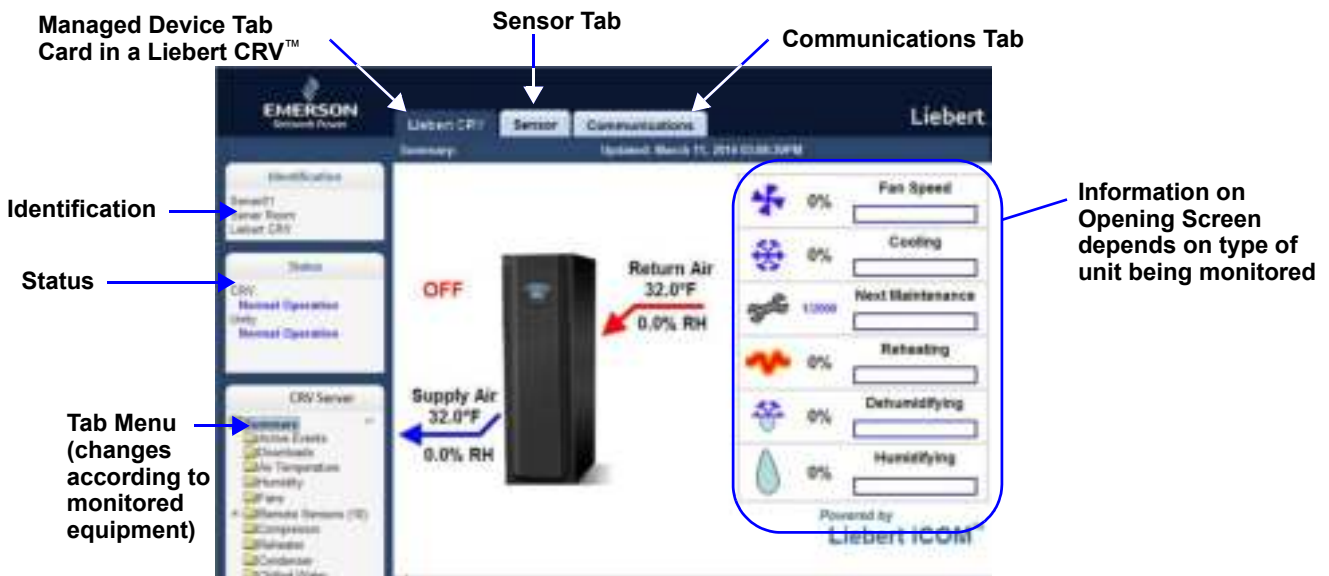 Managed Device Tab
Card in a Liebert CRV™
Sensor Tab
Communications Tab
EMERSON
Network Power
Liebert CRV
Sensor
Communications
Liebert
Summary
Updated: March 11, 2014
Identification
Identification
Server Room
Liebert CRV
Status
Status
CRV
Normal Operation
Unity
Normal Operation
Tab Menu
(changes
according to
monitored
equipment)
CRV Server
Summary
Active Events
Downloads
Air Temperature
Humidity
Fans
Remote Sensors (10)
Compressor
Reheater
Condenser
Chilled Water
OFF
Return Air
32.0°F
0.0% RH
Supply Air
32.0°F
0.0% RH
0%
Fan Speed
0%
Cooling
1/2000
Next Maintenance
0%
Reheating
0%
Dehumidifying
0%
Humidifying
Powered by
Liebert iCOM
Information on
Opening Screen
depends on type of
unit being monitored